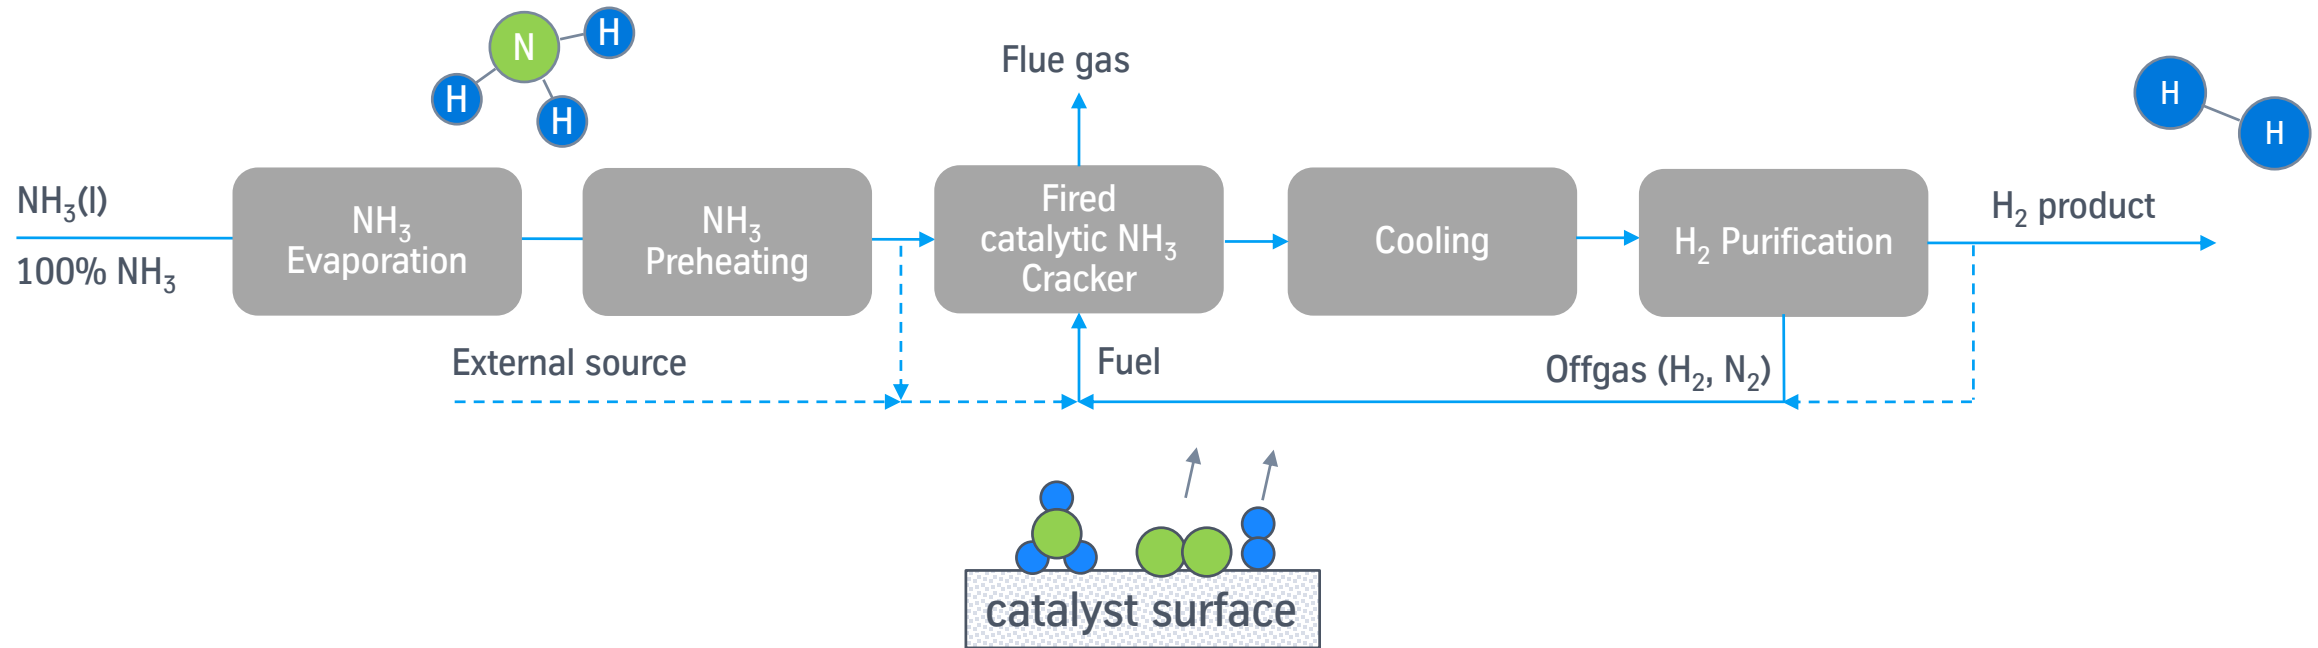 N
H
H
H
Flue gas
H
H
NH₃(l)
100% NH₃
NH₃
Evaporation
NH₃
Preheating
Fired
catalytic NH₃
Cracker
Cooling
H₂ Purification
H₂ product
External source
Fuel
Offgas (H₂, N₂)
catalyst surface